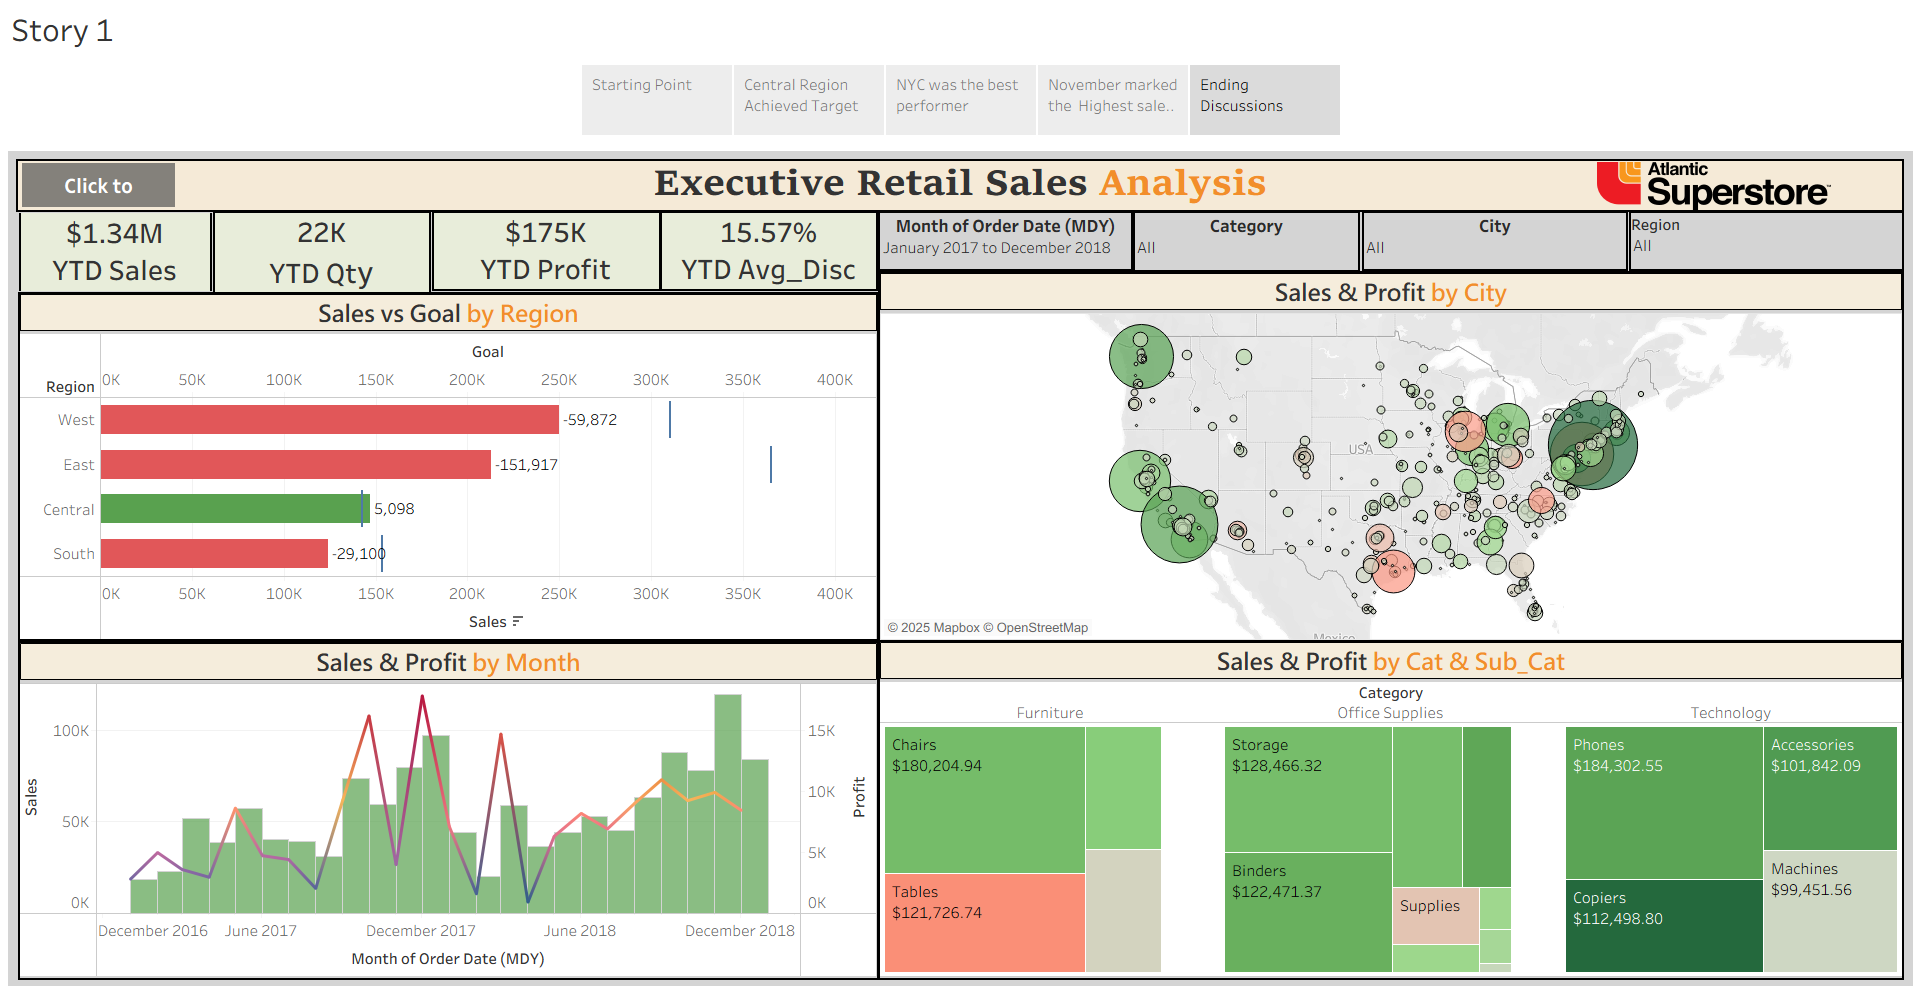 Story 1
Starting Point
Central Region
Achieved Target
NYC was the best
performer
November marked
the  Highest sale..
Ending
Discussions
Click to
Executive Retail Sales Analysis
Atlantic
Superstore™
$1.34M
YTD Sales
22K
YTD Qty
$175K
YTD Profit
15.57%
YTD Avg_Disc
Month of Order Date (MDY)
January 2017 to December 2018
Category
All
City
All
Region
All
Sales vs Goal by Region
Goal
Region
0K 50K 100K 150K 200K 250K 300K 350K 400K
West -59,872
East -151,917
Central 5,098
South -29,100
0K 50K 100K 150K 200K 250K 300K 350K 400K
Sales
Sales & Profit by City
USA
Mexico
© 2025 Mapbox © OpenStreetMap
Sales & Profit by Month
Sales
100K
50K
0K
15K
10K
5K
0K
Profit
December 2016 June 2017 December 2017 June 2018 December 2018
Month of Order Date (MDY)
Sales & Profit by Cat & Sub_Cat
Category
Furniture Office Supplies Technology
Chairs
$180,204.94
Tables
$121,726.74
Storage
$128,466.32
Binders
$122,471.37
Supplies
Phones
$184,302.55
Copiers
$112,498.80
Accessories
$101,842.09
Machines
$99,451.56